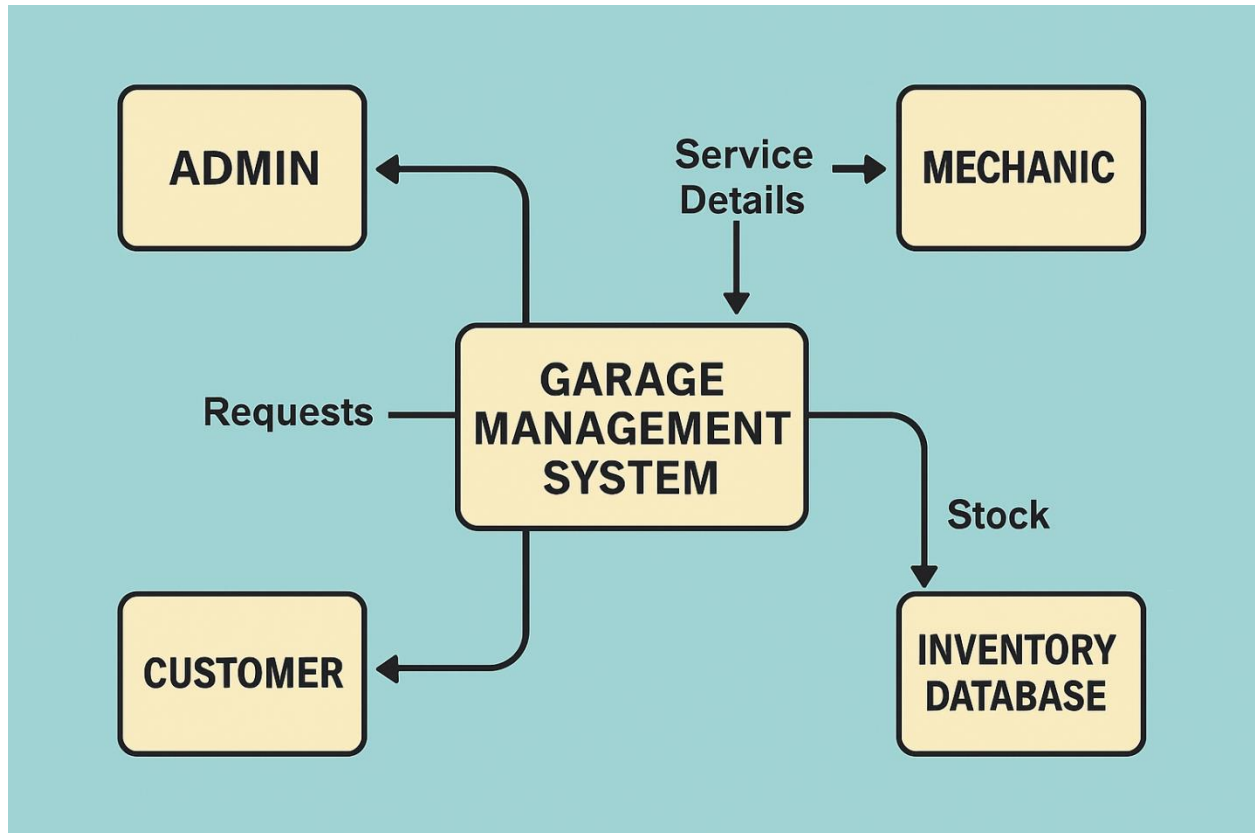 ADMIN
Service
Details
MECHANIC
GARAGE
MANAGEMENT
SYSTEM
Requests
Stock
CUSTOMER
INVENTORY
DATABASE